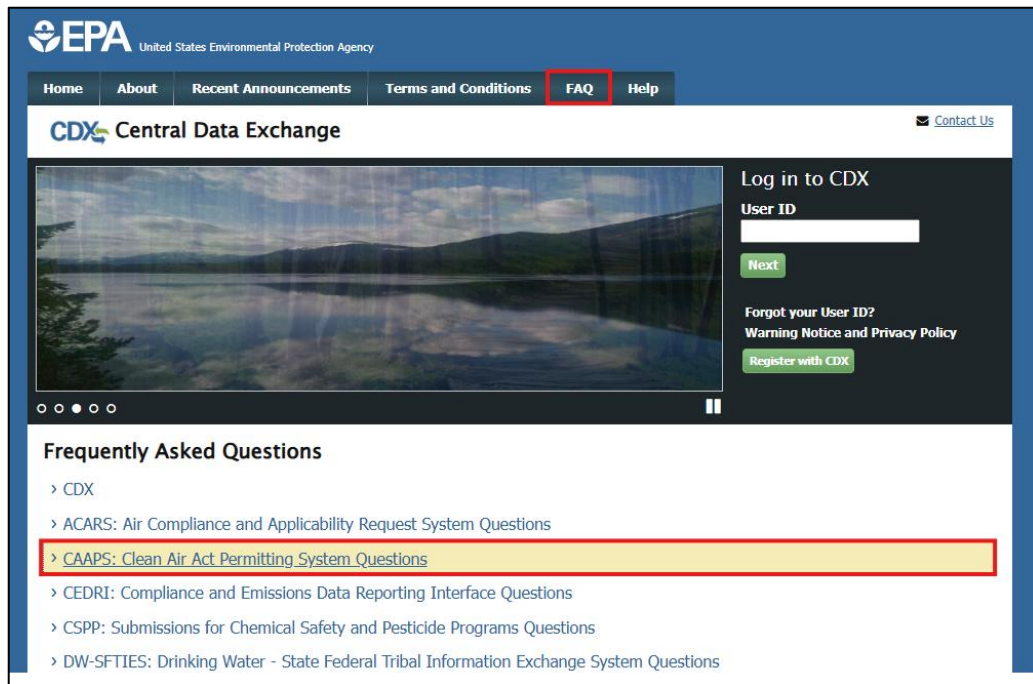 EPA United States Environmental Protection Agency
Home About Recent Announcements Terms and Conditions FAQ Help
CDX Central Data Exchange
Contact Us
Log in to CDX
User ID
Next
Forgot your User ID?
Warning Notice and Privacy Policy
Register with CDX
Frequently Asked Questions
› CDX
› ACARS: Air Compliance and Applicability Request System Questions
› CAAPS: Clean Air Act Permitting System Questions
› CEDRI: Compliance and Emissions Data Reporting Interface Questions
› CSPP: Submissions for Chemical Safety and Pesticide Programs Questions
› DW-SFTIES: Drinking Water - State Federal Tribal Information Exchange System Questions